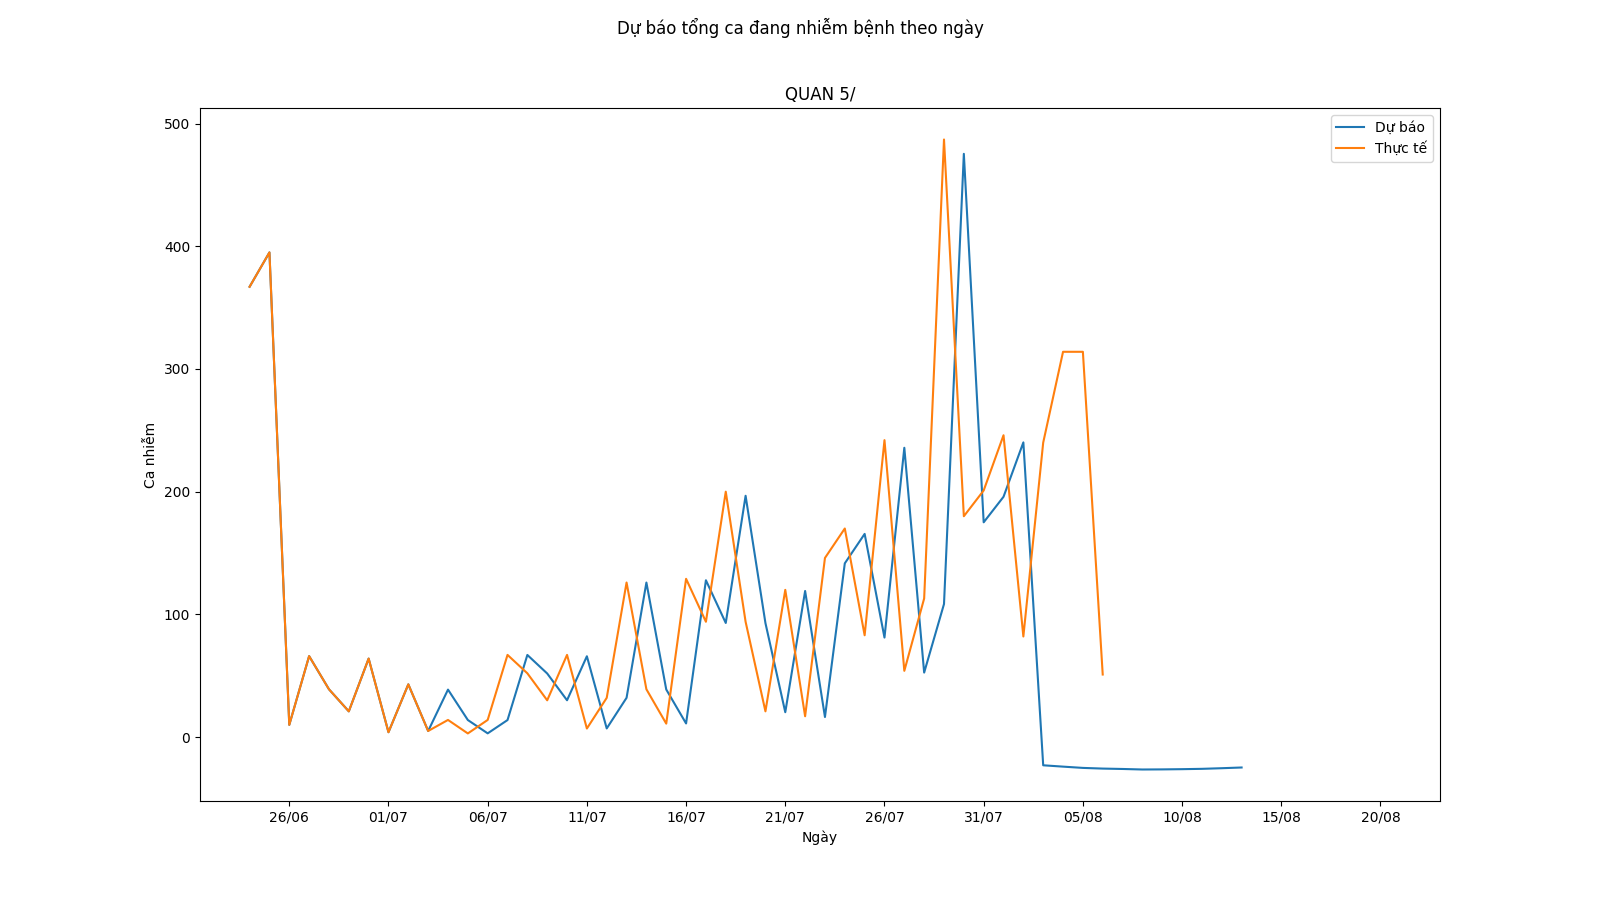 Dự báo tổng ca đang nhiễm bệnh theo ngày
QUAN 5/
Dự báo
Thực tế
500
400
300
200
100
0
Ca nhiễm
26/06 01/07 06/07 11/07 16/07 21/07 26/07 31/07 05/08 10/08 15/08 20/08
Ngày